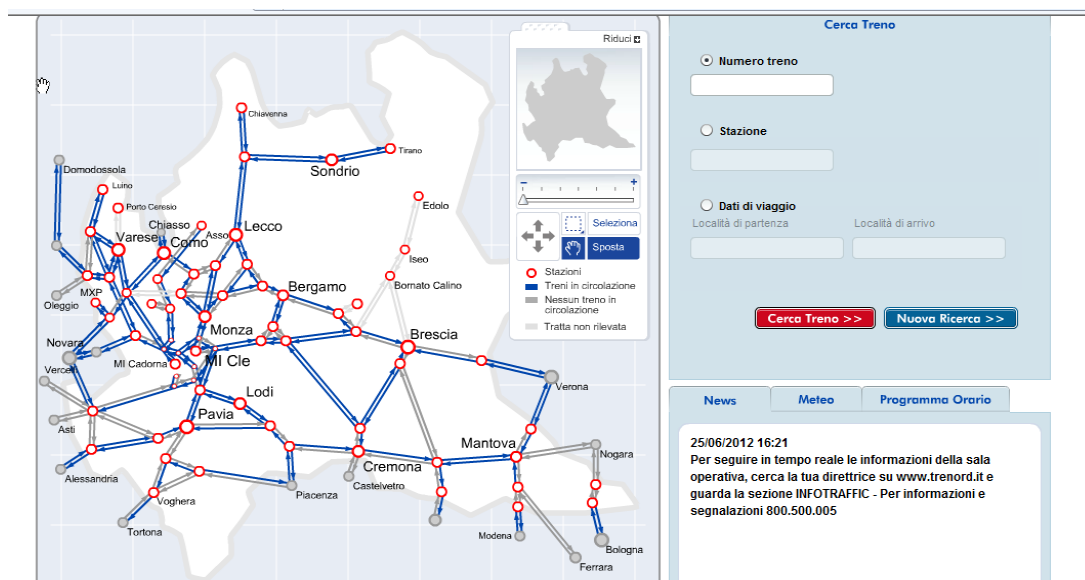 Riduci
Chiavenna
Tirano
Sondrio
Domodossola
Luino
Porto Ceresio
Edolo
Chiasso
Asso
Lecco
Varese
Como
Iseo
MXP
Bergamo
Bornato Calino
Oleggio
Monza
Brescia
Novara
MI Cadorna
MI Cle
Vercelli
Verona
Lodi
Pavia
Asti
Mantova
Nogara
Cremona
Alessandria
Castelvetro
Piacenza
Voghera
Tortona
Modena
Bologna
Ferrara
Seleziona
Sposta
Stazioni
Treni in circolazione
Nessun treno in
circolazione
Tratta non rilevata
Cerca Treno
Numero treno
Stazione
Dati di viaggio
Località di partenza Località di arrivo
Cerca Treno >> Nuova Ricerca >>
News Meteo Programma Orario
25/06/2012 16:21
Per seguire in tempo reale le informazioni della sala
operativa, cerca la tua direttrice su www.trenord.it e
guarda la sezione INFOTRAFFIC - Per informazioni e
segnalazioni 800.500.005